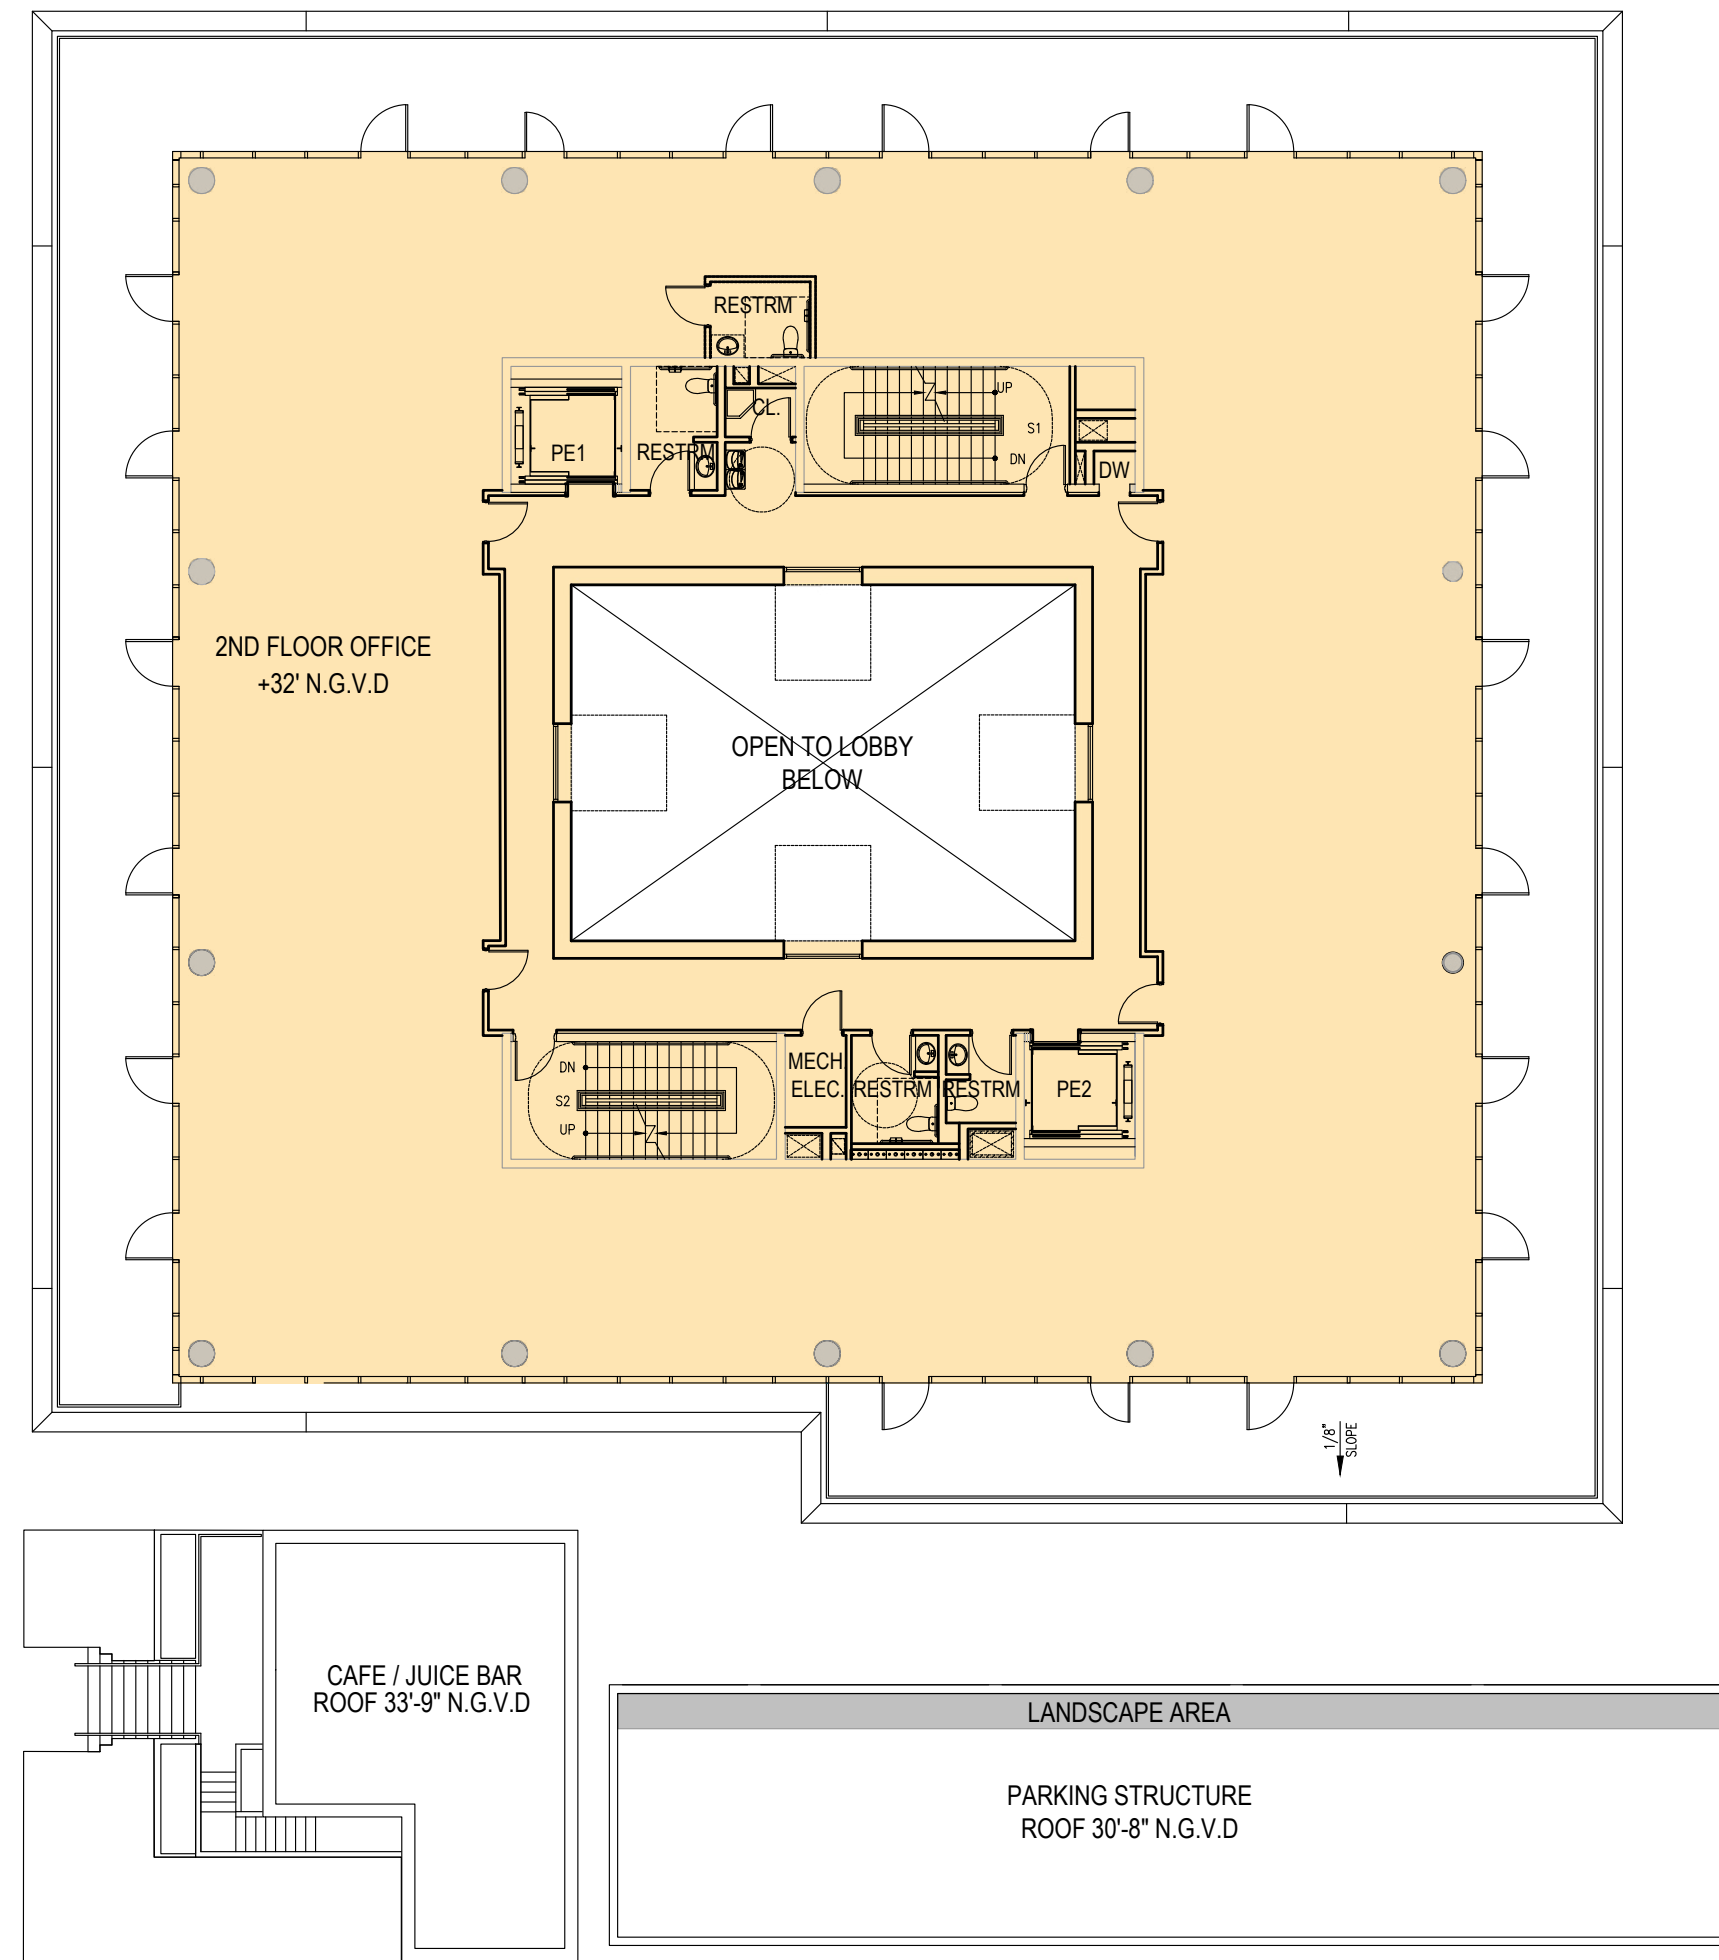 RESTRM
CL.
UP
PE1
RESTRM
S1
DN
DW
2ND FLOOR OFFICE
+32' N.G.V.D
OPEN TO LOBBY
BELOW
DN
S2
UP
MECH.
ELEC.
RESTRM
RESTRM
PE2
1/8"
SLOPE
CAFE / JUICE BAR
ROOF 33'-9" N.G.V.D
LANDSCAPE AREA
PARKING STRUCTURE
ROOF 30'-8" N.G.V.D